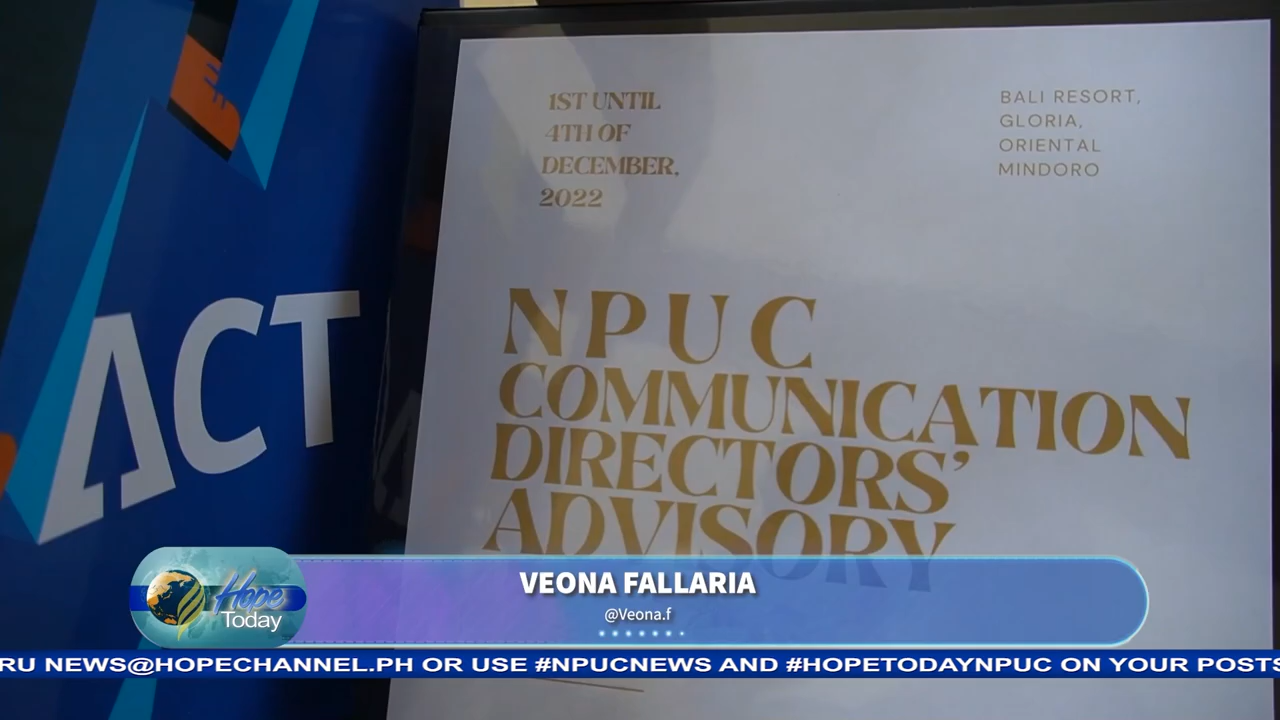 1ST UNTIL
4TH OF
DECEMBER,
2022
BALI RESORT,
GLORIA,
ORIENTAL
MINDORO
ACT
NPUC
COMMUNICATION
DIRECTORS’
ADVISORY
Hope
Today
VEONA FALLARIA
@Veona.f
RU NEWS@HOPECHANNEL.PH OR USE #NPUCNEWS AND #HOPETODAYNPUC ON YOUR POSTS